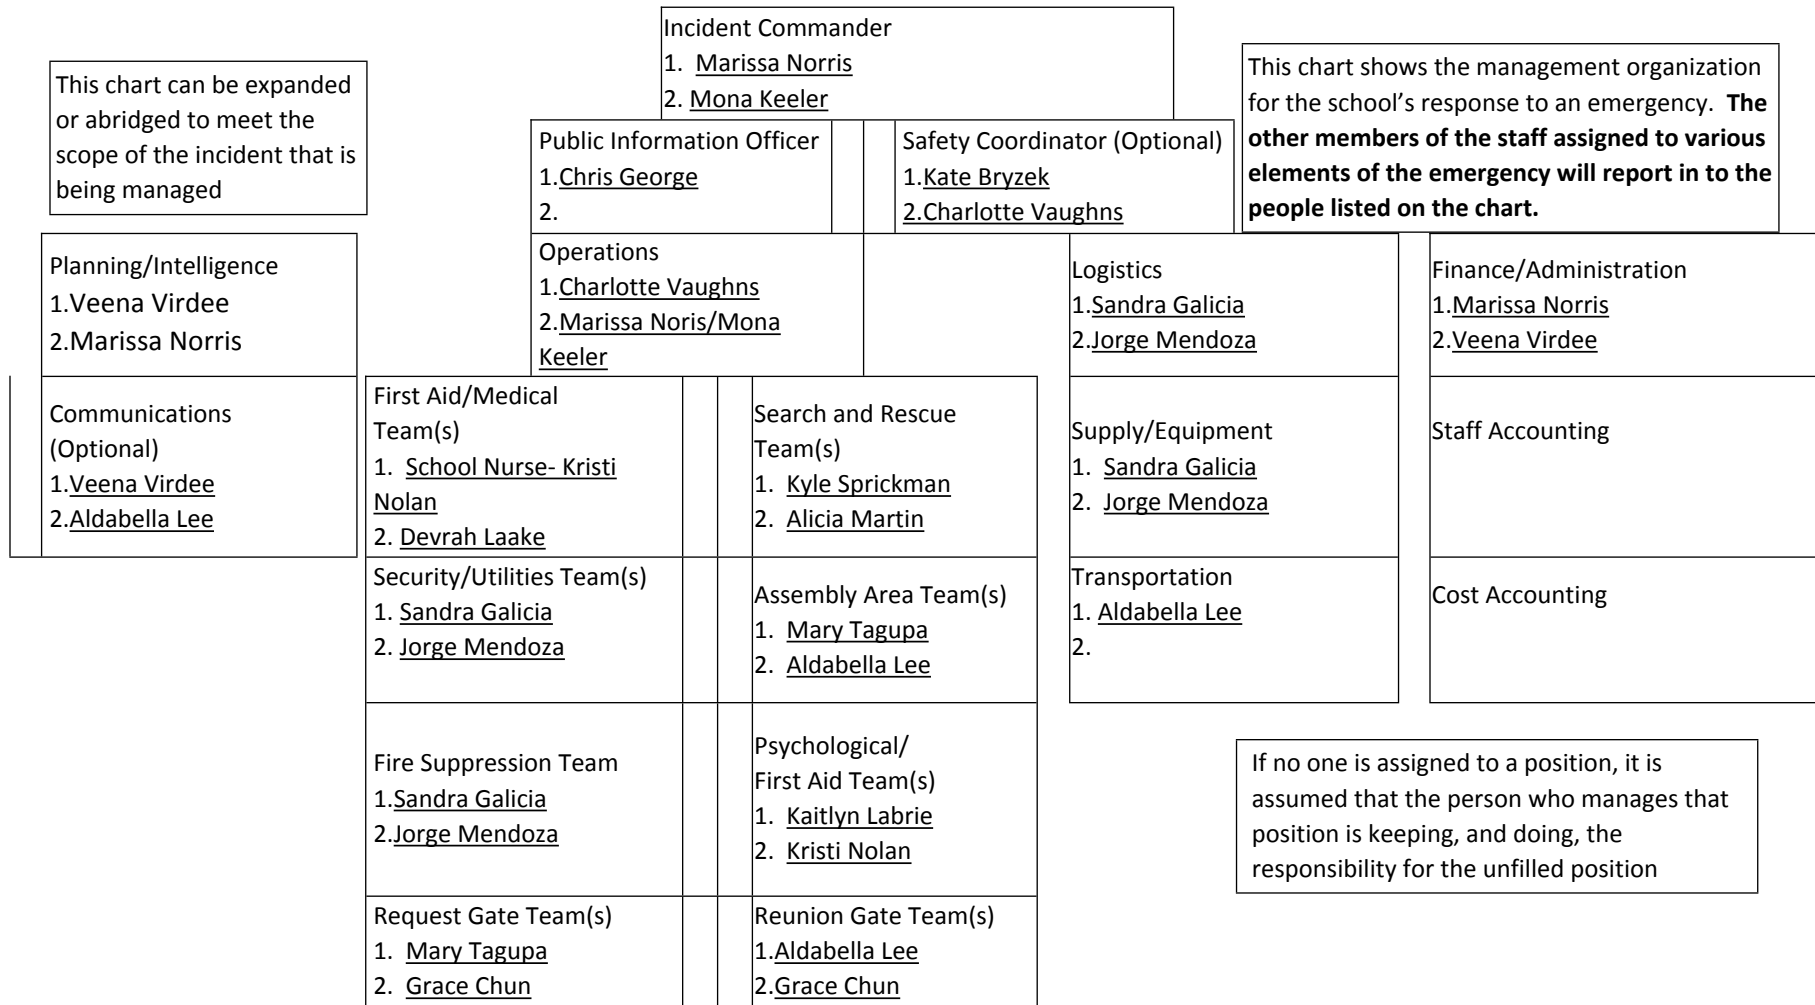 Incident Commander
1. Marissa Norris
2. Mona Keeler
This chart can be expanded
or abridged to meet the
scope of the incident that is
being managed
This chart shows the management organization
for the school’s response to an emergency. The
other members of the staff assigned to various
elements of the emergency will report in to the
people listed on the chart.
Public Information Officer
1.Chris George
2.
Safety Coordinator (Optional)
1.Kate Bryzek
2.Charlotte Vaughns
Planning/Intelligence
1.Veena Virdee
2.Marissa Norris
Operations
1.Charlotte Vaughns
2.Marissa Noris/Mona
Keeler
Logistics
1.Sandra Galicia
2.Jorge Mendoza
Finance/Administration
1.Marissa Norris
2.Veena Virdee
Communications
(Optional)
1.Veena Virdee
2.Aldabella Lee
First Aid/Medical
Team(s)
1. School Nurse- Kristi
Nolan
2. Devrah Laake
Search and Rescue
Team(s)
1. Kyle Sprickman
2. Alicia Martin
Supply/Equipment
1. Sandra Galicia
2. Jorge Mendoza
Staff Accounting
Security/Utilities Team(s)
1. Sandra Galicia
2. Jorge Mendoza
Assembly Area Team(s)
1. Mary Tagupa
2. Aldabella Lee
Transportation
1. Aldabella Lee
2.
Cost Accounting
Fire Suppression Team
1.Sandra Galicia
2.Jorge Mendoza
Psychological/
First Aid Team(s)
1. Kaitlyn Labrie
2. Kristi Nolan
If no one is assigned to a position, it is
assumed that the person who manages that
position is keeping, and doing, the
responsibility for the unfilled position
Request Gate Team(s)
1. Mary Tagupa
2. Grace Chun
Reunion Gate Team(s)
1.Aldabella Lee
2.Grace Chun